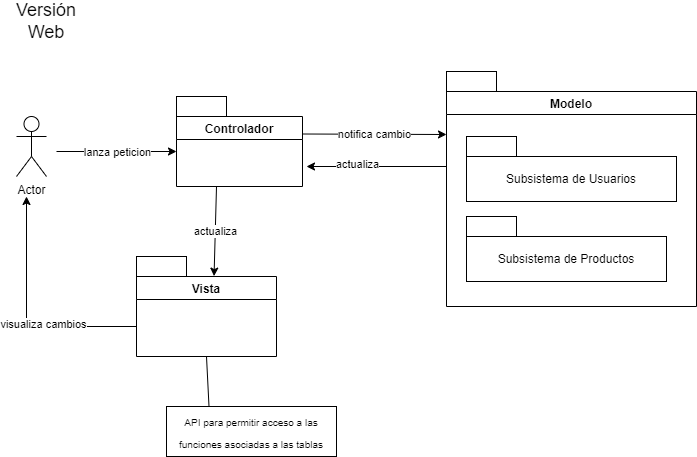 Versión
Web
Modelo
Controlador
notifica cambio
lanza peticion
actualiza
Subsistema de Usuarios
Actor
actualiza
Subsistema de Productos
Vista
visualiza cambios
API para permitir acceso a las
funciones asociadas a las tablas